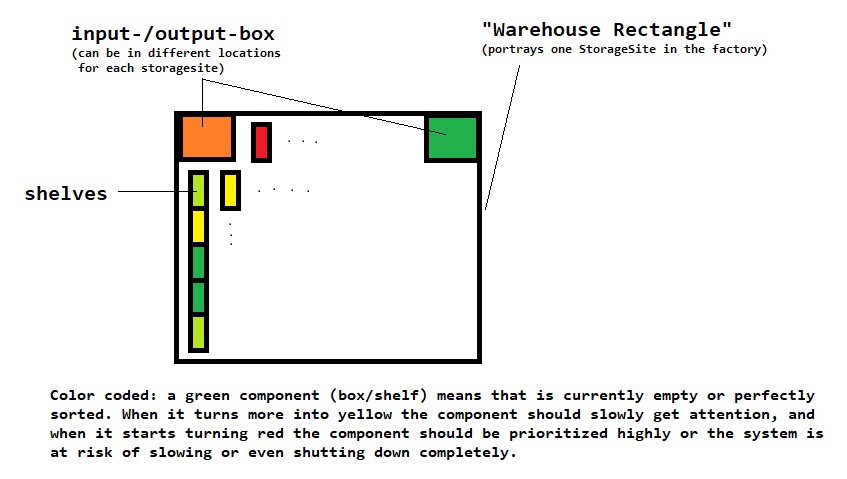 input-/output-box
(can be in different locations
for each storagesite)
"Warehouse Rectangle"
(portrays one StorageSite in the factory)
shelves
Color coded: a green component (box/shelf) means that is currently empty or perfectly
sorted. When it turns more into yellow the component should slowly get attention, and
when it starts turning red the component should be prioritized highly or the system is
at risk of slowing or even shutting down completely.